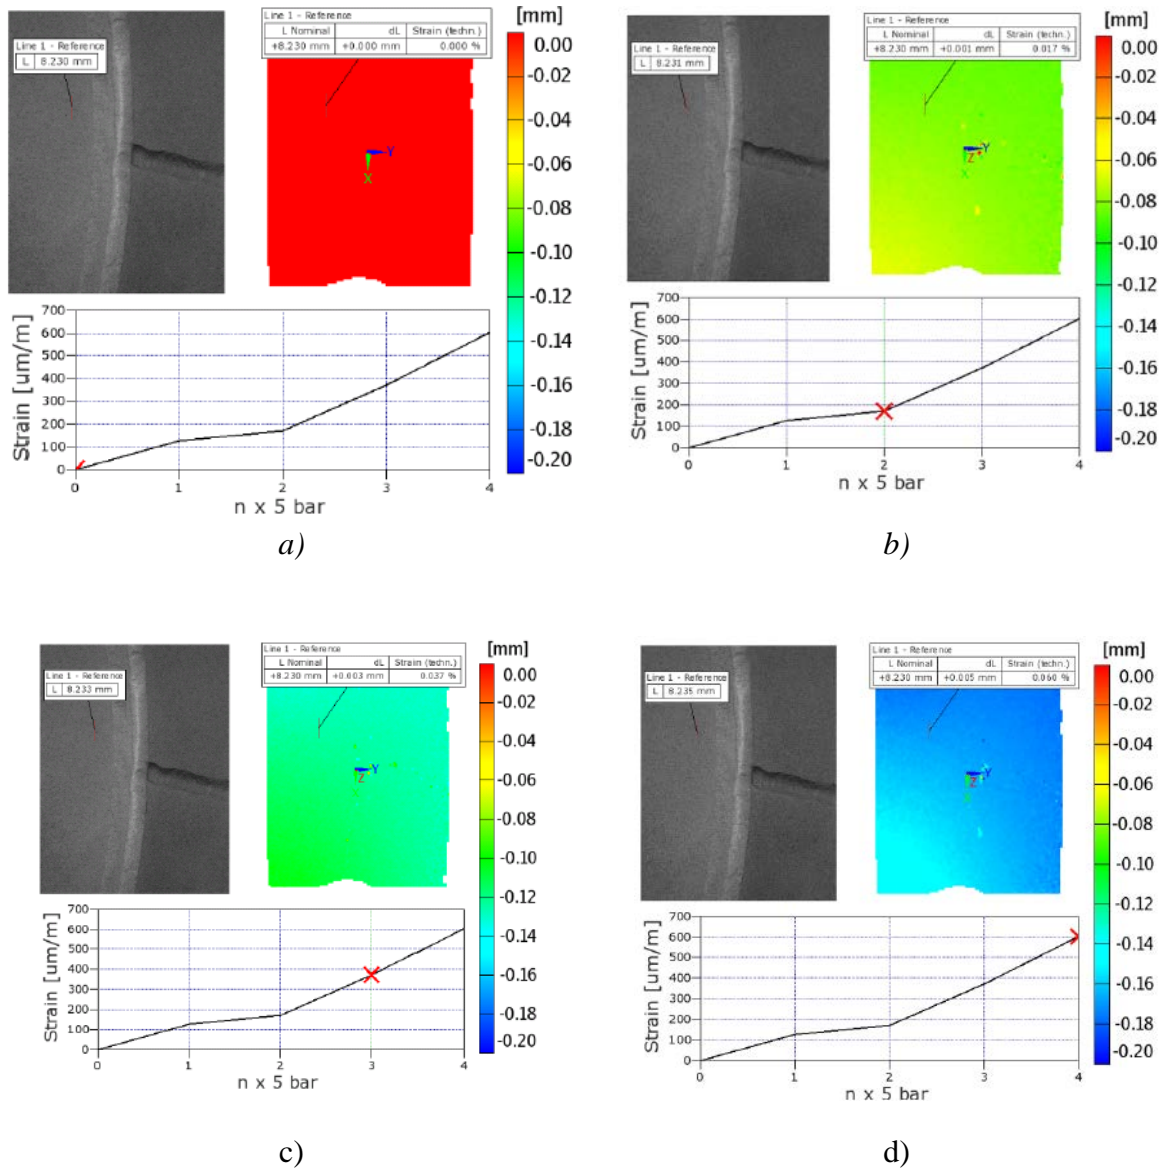 Line 1 - Reference
L Nominal dL Strain (techn.)
+8.230 mm +0.000 mm 0.000 %
Line 1 - Reference
L 8.230 mm
[mm]
0.00
-0.02
-0.04
-0.06
-0.08
-0.10
-0.12
-0.14
-0.16
-0.18
-0.20
Y
X
Strain [um/m]
700
600
500
400
300
200
100
0
0 1 2 3 4
n x 5 bar
a)
Line 1 - Reference
L Nominal dL Strain (techn.)
+8.230 mm +0.001 mm 0.017 %
Line 1 - Reference
L 8.231 mm
[mm]
0.00
-0.02
-0.04
-0.06
-0.08
-0.10
-0.12
-0.14
-0.16
-0.18
-0.20
Y
Z
X
Strain [um/m]
700
600
500
400
300
200
100
0
0 1 2 3 4
n x 5 bar
b)
Line 1 - Reference
L Nominal dL Strain (techn.)
+8.230 mm +0.003 mm 0.037 %
Line 1 - Reference
L 8.233 mm
[mm]
0.00
-0.02
-0.04
-0.06
-0.08
-0.10
-0.12
-0.14
-0.16
-0.18
-0.20
Y
Z
Strain [um/m]
700
600
500
400
300
200
100
0
0 1 2 3 4
n x 5 bar
c)
Line 1 - Reference
L Nominal dL Strain (techn.)
+8.230 mm +0.005 mm 0.060 %
Line 1 - Reference
L 8.235 mm
[mm]
0.00
-0.02
-0.04
-0.06
-0.08
-0.10
-0.12
-0.14
-0.16
-0.18
-0.20
Y
Z
Strain [um/m]
700
600
500
400
300
200
100
0
0 1 2 3 4
n x 5 bar
d)